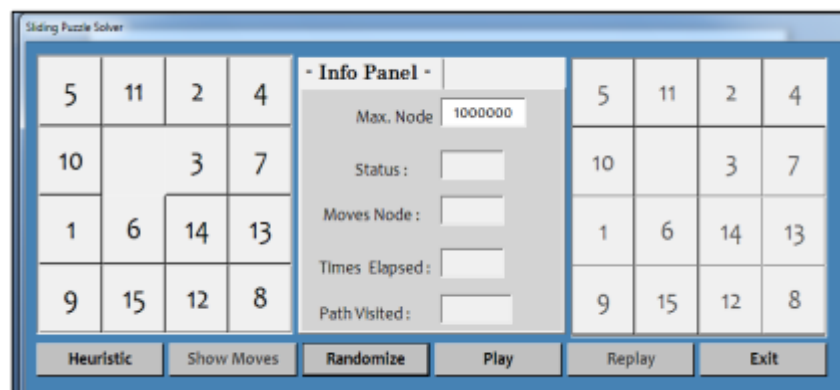 Sliding Puzzle Solver
5 11 2 4
10 3 7
1 6 14 13
9 15 12 8
- Info Panel -
Max. Node 1000000
Status :
Moves Node :
Times Elapsed :
Path Visited :
5 11 2 4
10 3 7
1 6 14 13
9 15 12 8
Heuristic Show Moves Randomize Play Replay Exit